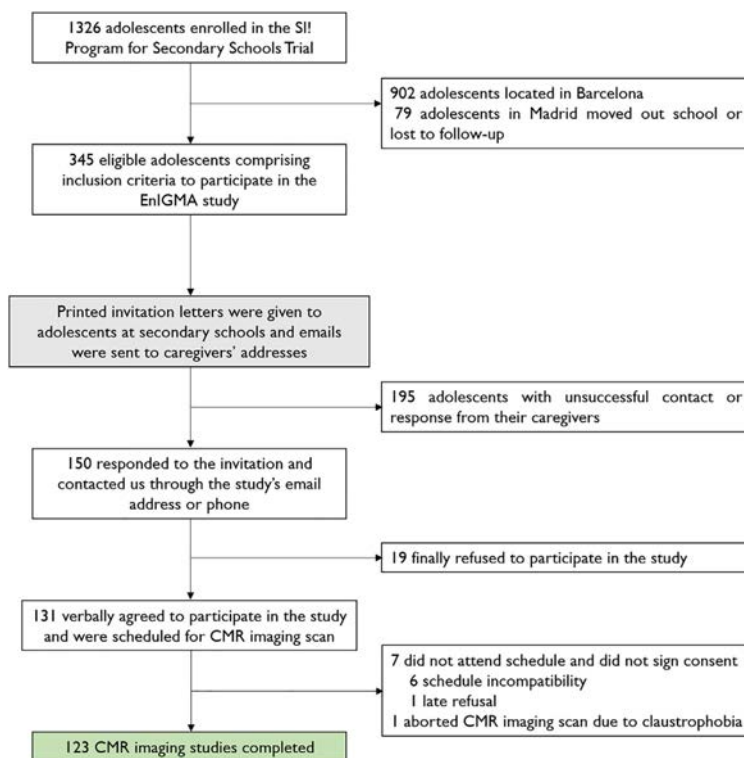 1326 adolescents enrolled in the SI!
Program for Secondary Schools Trial
902 adolescents located in Barcelona
79 adolescents in Madrid moved out school or
lost to follow-up
345 eligible adolescents comprising
inclusion criteria to participate in the
EnIGMA study
Printed invitation letters were given to
adolescents at secondary schools and emails
were sent to caregivers' addresses
195 adolescents with unsuccessful contact or
response from their caregivers
150 responded to the invitation and
contacted us through the study's email
address or phone
19 finally refused to participate in the study
131 verbally agreed to participate in the study
and were scheduled for CMR imaging scan
7 did not attend schedule and did not sign consent
6 schedule incompatibility
1 late refusal
1 aborted CMR imaging scan due to claustrophobia
123 CMR imaging studies completed